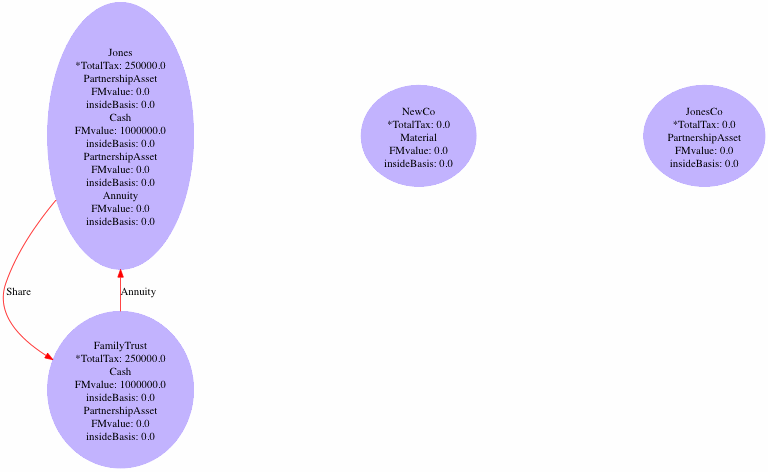 Jones
*TotalTax: 250000.0
PartnershipAsset
FMvalue: 0.0
insideBasis: 0.0
Cash
FMvalue: 1000000.0
insideBasis: 0.0
PartnershipAsset
FMvalue: 0.0
insideBasis: 0.0
Annuity
FMvalue: 0.0
insideBasis: 0.0
NewCo
*TotalTax: 0.0
Material
FMvalue: 0.0
insideBasis: 0.0
JonesCo
*TotalTax: 0.0
PartnershipAsset
FMvalue: 0.0
insideBasis: 0.0
Share
Annuity
FamilyTrust
*TotalTax: 250000.0
Cash
FMvalue: 1000000.0
insideBasis: 0.0
PartnershipAsset
FMvalue: 0.0
insideBasis: 0.0